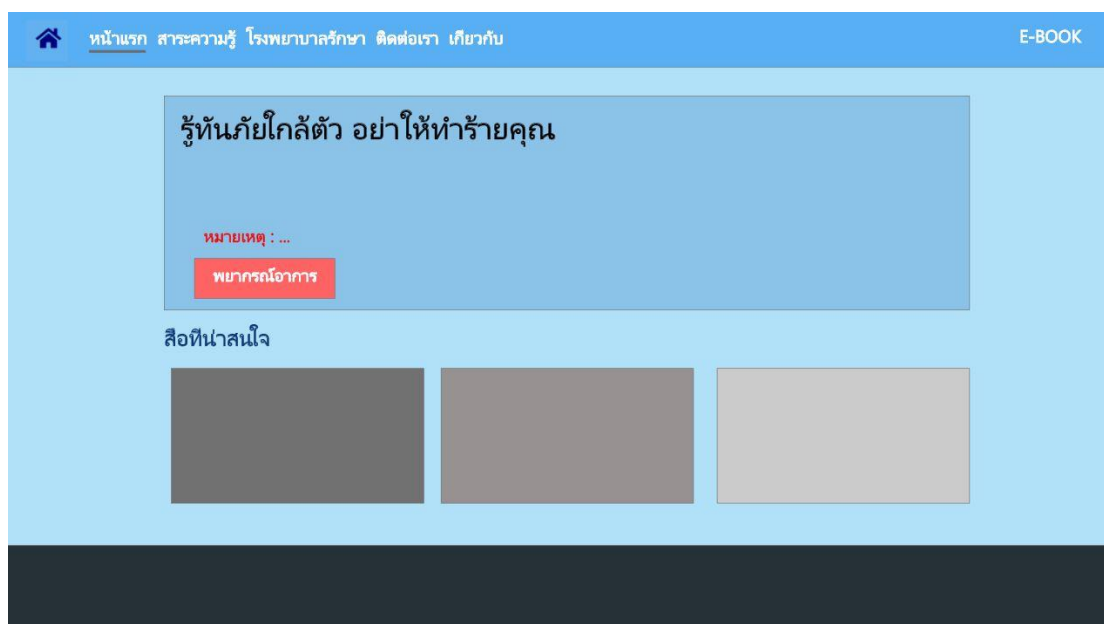 หน้าแรก สาระความรู้ โรงพยาบาลรักษา ติดต่อเรา เกี่ยวกับ E-BOOK
รู้ทันภัยใกล้ตัว อย่าให้ทำร้ายคุณ
หมายเหตุ : ...
พยากรณ์อาการ
สื่อที่น่าสนใจ